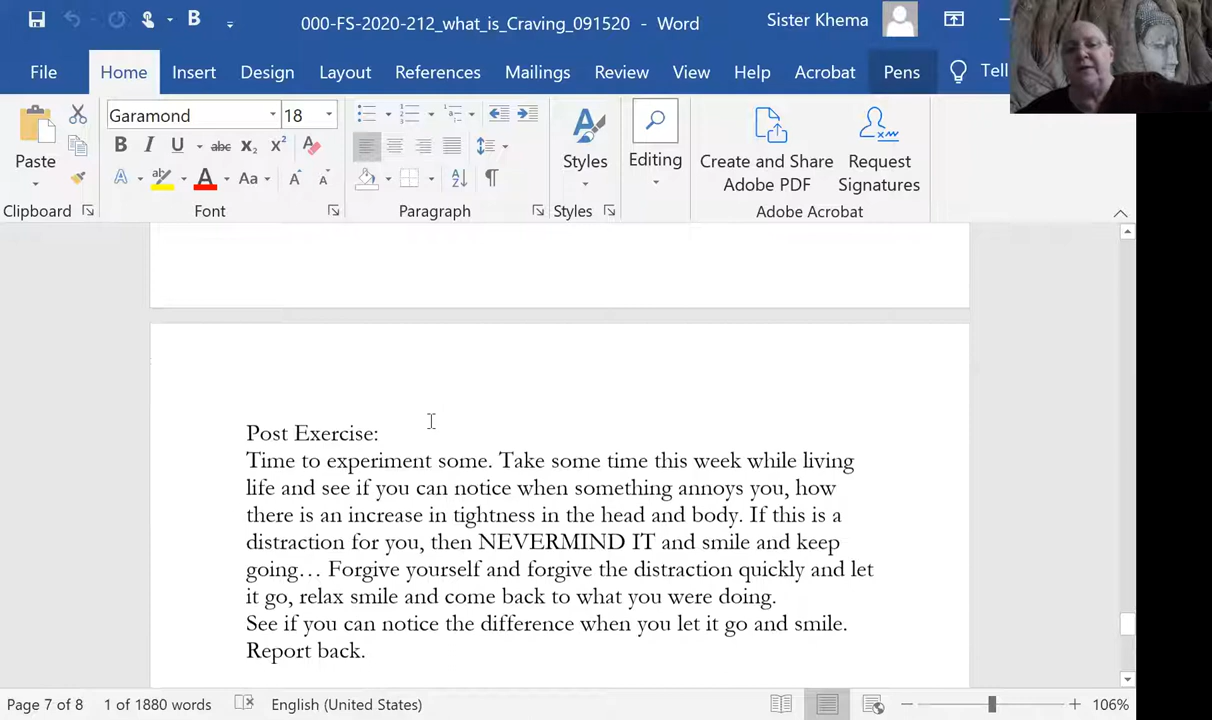 000-FS-2020-212_what_is_Craving_091520 - Word
Sister Khema
File Home Insert Design Layout References Mailings Review View Help Acrobat Pens Tell
Garamond 18
Paste
Styles
Editing
Create and Share Adobe PDF
Request Signatures
Clipboard Font Paragraph Styles Adobe Acrobat
Post Exercise:
Time to experiment some. Take some time this week while living
life and see if you can notice when something annoys you, how
there is an increase in tightness in the head and body. If this is a
distraction for you, then NEVERMIND IT and smile and keep
going… Forgive yourself and forgive the distraction quickly and let
it go, relax smile and come back to what you were doing.
See if you can notice the difference when you let it go and smile.
Report back.
Page 7 of 8 1 of 1880 words English (United States) 106%